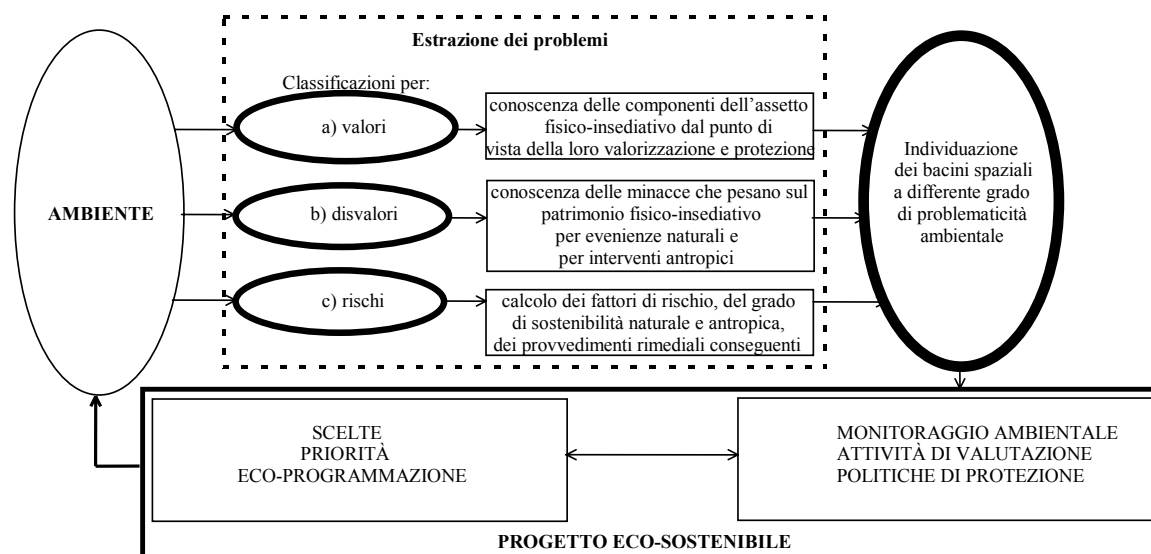 Estrazione dei problemi
Classificazioni per:
AMBIENTE
a) valori
conoscenza delle componenti dell'assetto
fisico-insediativo dal punto di
vista della loro valorizzazione e protezione
b) disvalori
conoscenza delle minacce che pesano sul
patrimonio fisico-insediativo
per evenienze naturali e
per interventi antropici
c) rischi
calcolo dei fattori di rischio, del grado
di sostenibilità naturale e antropica,
dei provvedimenti rimediali conseguenti
Individuazione
dei bacini spaziali
a differente grado
di problematicità
ambientale
SCELTE
PRIORITÀ
ECO-PROGRAMMAZIONE
MONITORAGGIO AMBIENTALE
ATTIVITÀ DI VALUTAZIONE
POLITICHE DI PROTEZIONE
PROGETTO ECO-SOSTENIBILE